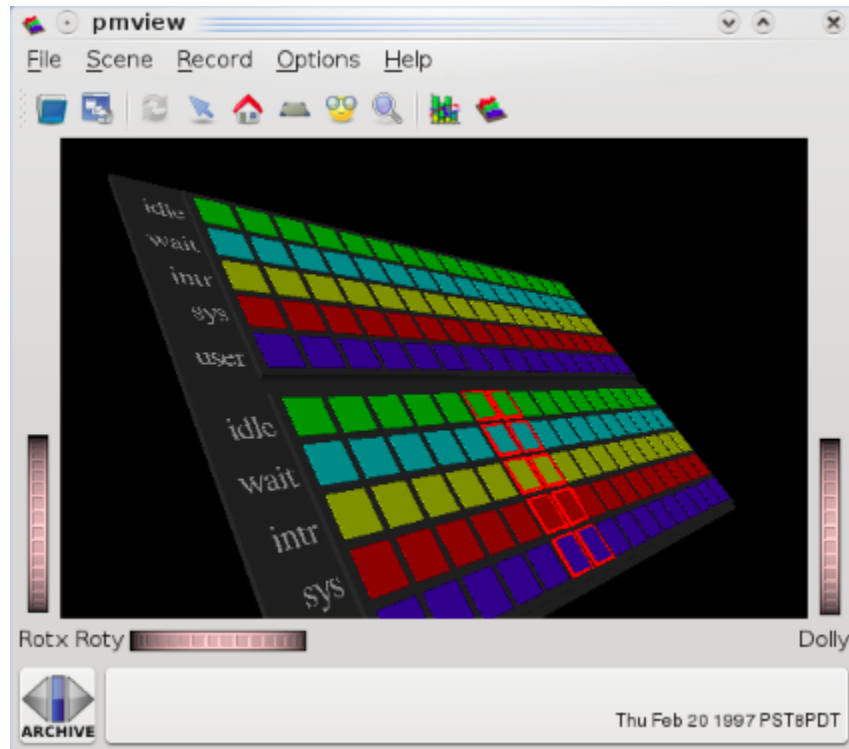 pmview
File Scene Record Options Help
idle
wait
intr
sys
user
idle
wait
intr
sys
Rotx Roty
Dolly
ARCHIVE
Thu Feb 20 1997 PST8PDT